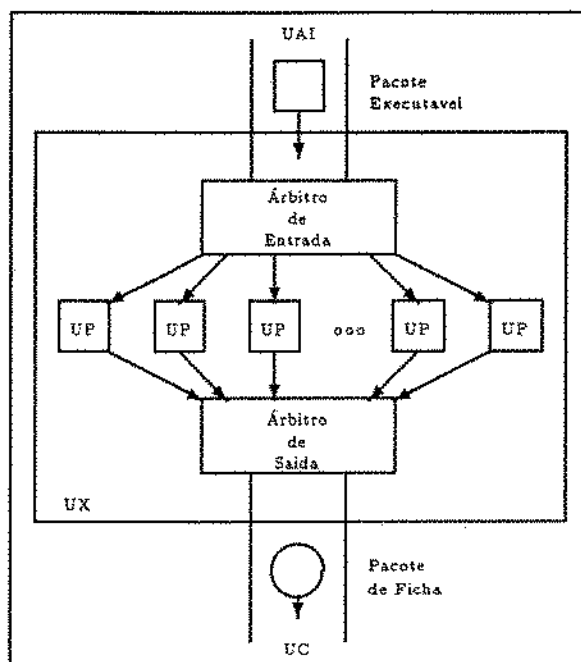 UAI
Pacote
Executavel
Árbitro
de
Entrada
UP UP UP ooo UP UP
Árbitro
de
Saída
UX
Pacote
de Ficha
UC